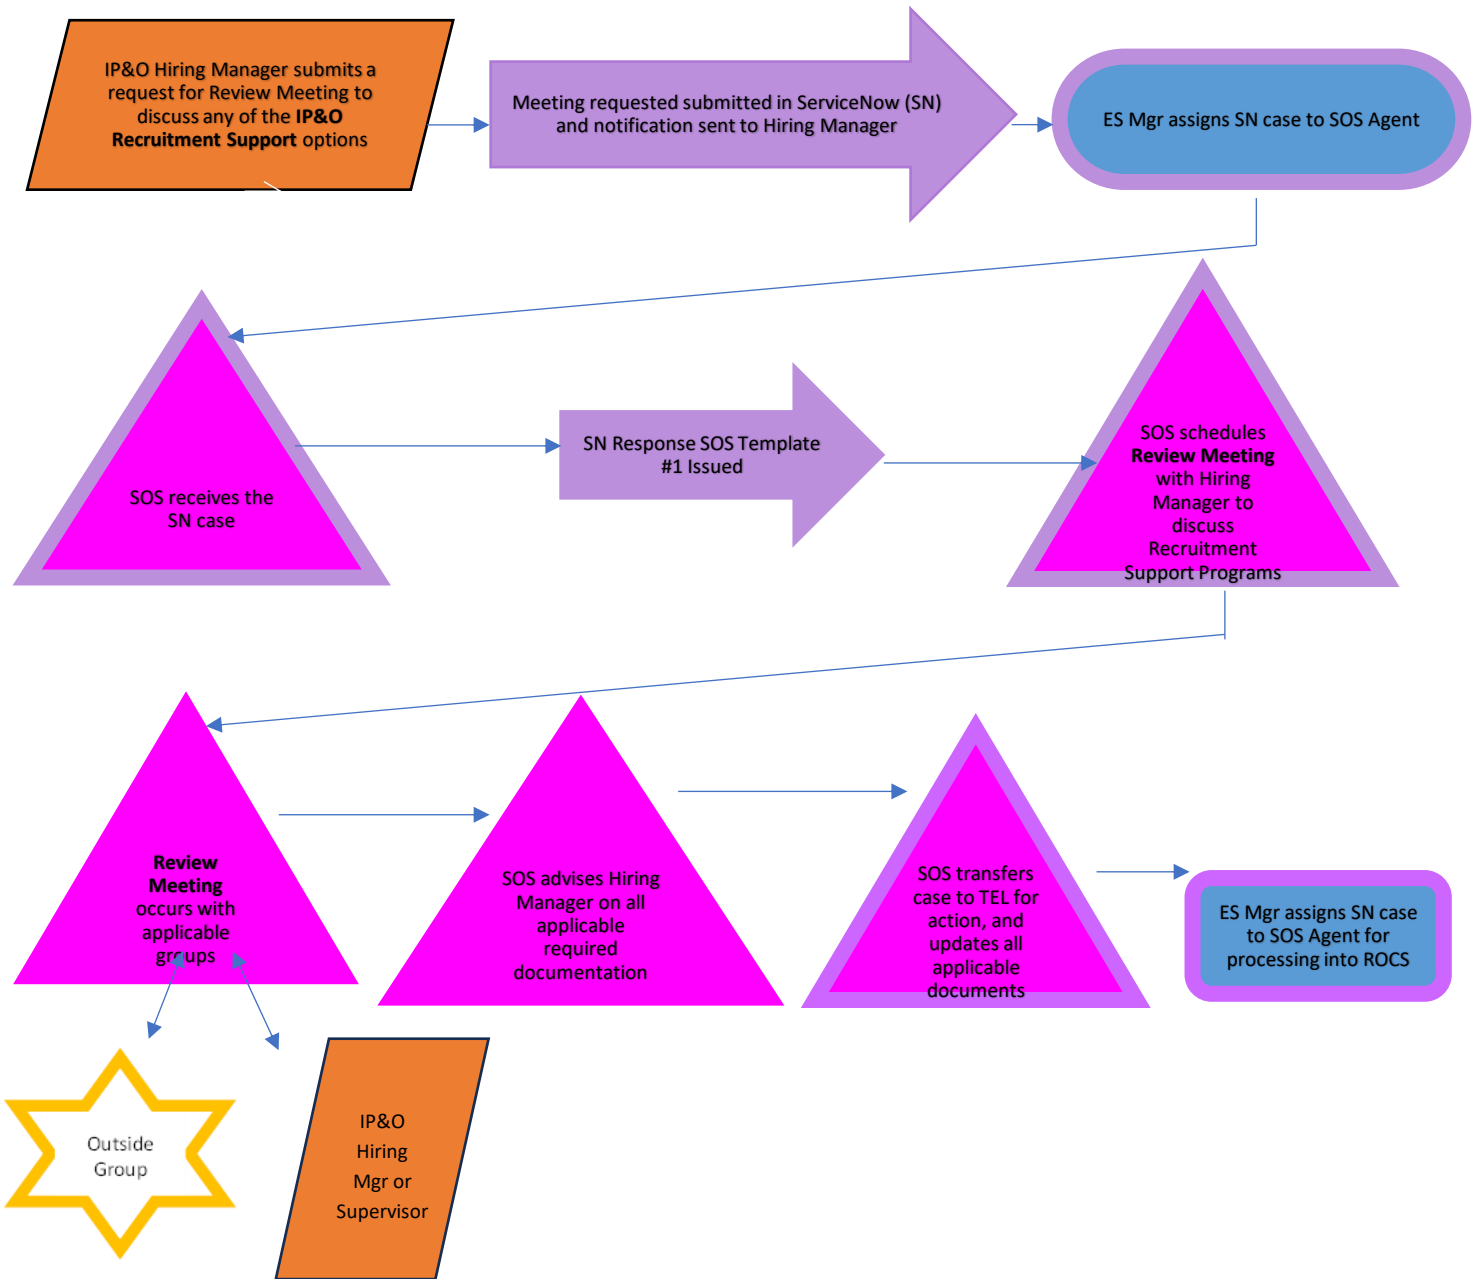 IP&O Hiring Manager submits a
request for Review Meeting to
discuss any of the IP&O
Recruitment Support options
Meeting requested submitted in ServiceNow (SN)
and notification sent to Hiring Manager
ES Mgr assigns SN case to SOS Agent
SOS receives the
SN case
SN Response SOS Template
#1 Issued
SOS schedules
Review Meeting
with Hiring
Manager to
discuss
Recruitment
Support Programs
Review
Meeting
occurs with
applicable
groups
SOS advises Hiring
Manager on all
applicable
required
documentation
SOS transfers
case to TEL for
action, and
updates all
applicable
documents
ES Mgr assigns SN case
to SOS Agent for
processing into ROCS
Outside
Group
IP&O
Hiring
Mgr or
Supervisor